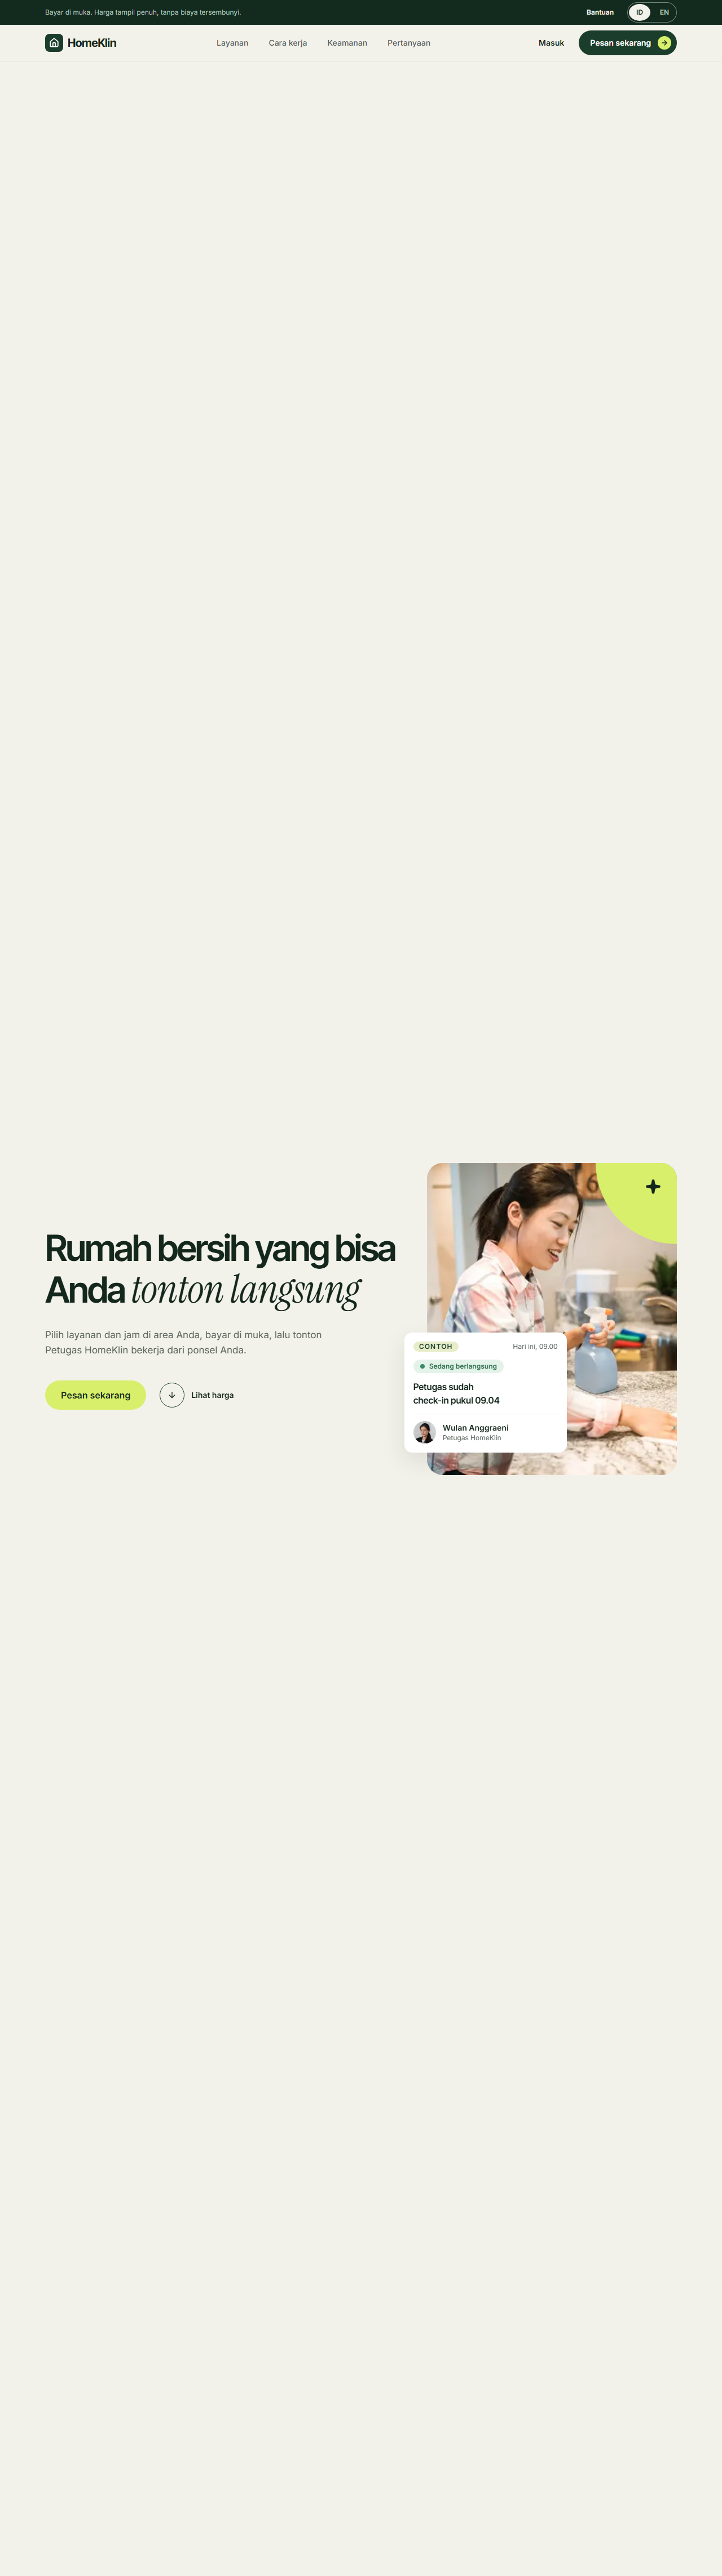 Bayar di muka. Harga tampil penuh, tanpa biaya tersembunyi.
Bantuan
ID
EN
HomeKlin
Layanan
Cara kerja
Keamanan
Pertanyaan
Masuk
Pesan sekarang
Rumah bersih yang bisa
Anda tonton langsung
Pilih layanan dan jam di area Anda, bayar di muka, lalu tonton
Petugas HomeKlin bekerja dari ponsel Anda.
Pesan sekarang
Lihat harga
CONTOH
Hari ini, 09.00
Sedang berlangsung
Petugas sudah
check-in pukul 09.04
Wulan Anggraeni
Petugas HomeKlin